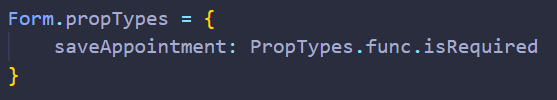 Form.propTypes = {
    saveAppointment: PropTypes.func.isRequired
}